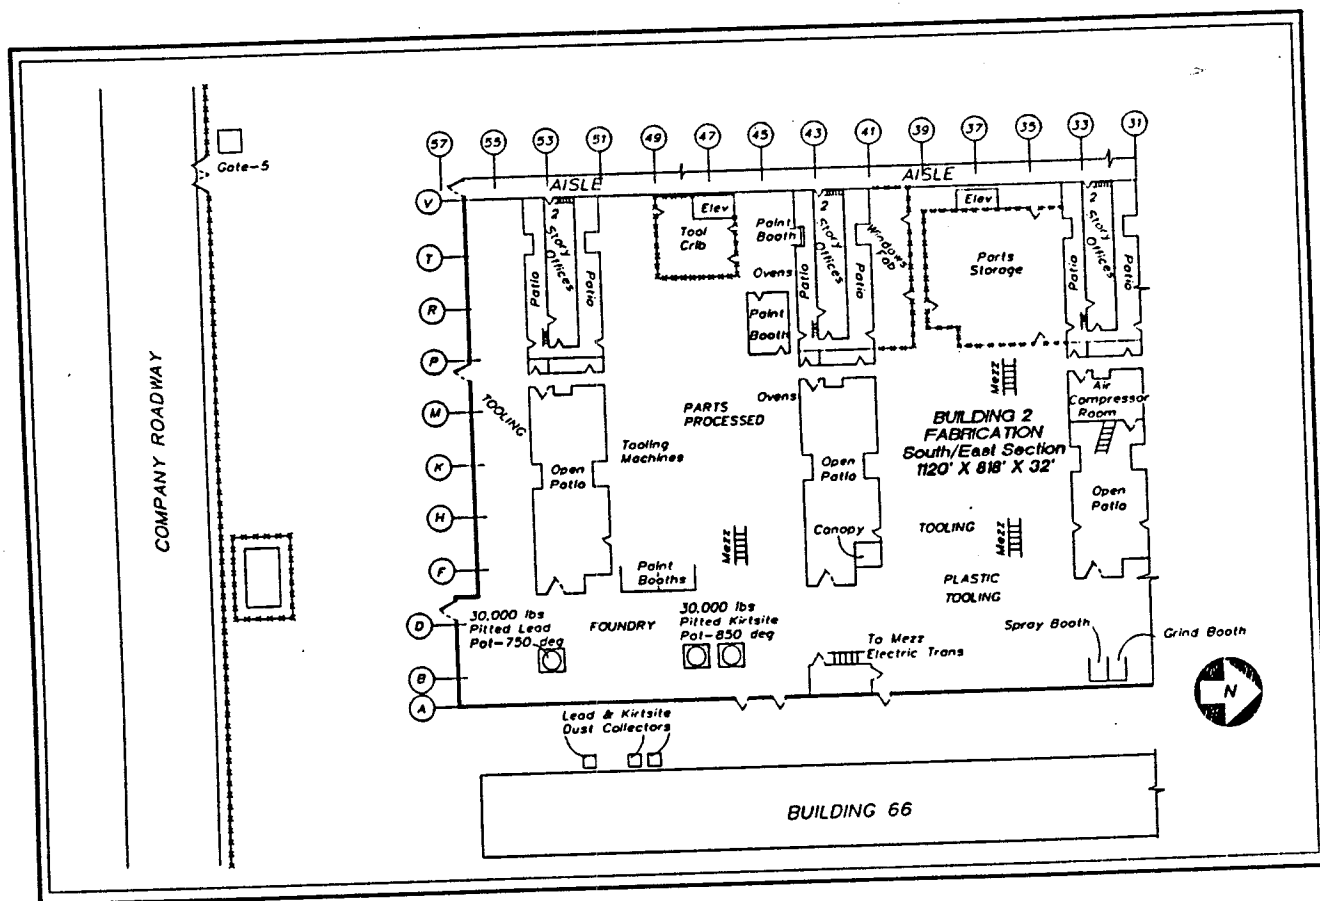 57
55
53
51
49
47
45
43
41
39
37
35
33
31
Gate-5
AISLE
AISLE
V
T
R
P
M
K
H
F
D
B
A
2
Story
Offices
Patio
Patio
Elev
Tool
Crib
Paint
Booth
Ovens
Paint
Booth
Patio
2
Story
Offices
Patio
Windows
Fab
Elev
Parts
Storage
Patio
2
Story
Offices
Patio
COMPANY ROADWAY
TOOLING
PARTS
PROCESSED
Ovens
Mezz
Air
Compressor
Room
BUILDING 2
FABRICATION
South/East Section
1120' X 818' X 32'
Tooling
Machines
Open
Patio
Open
Patio
Open
Patio
Canopy
TOOLING
Mezz
Mezz
Paint
Booths
PLASTIC
TOOLING
30,000 lbs
Pitted Lead
Pot-750 deg
FOUNDRY
30,000 lbs
Pitted Kirtsite
Pot-850 deg
To Mezz
Electric Trans
Spray Booth
Grind Booth
N
Lead & Kirtsite
Dust Collectors
BUILDING 66